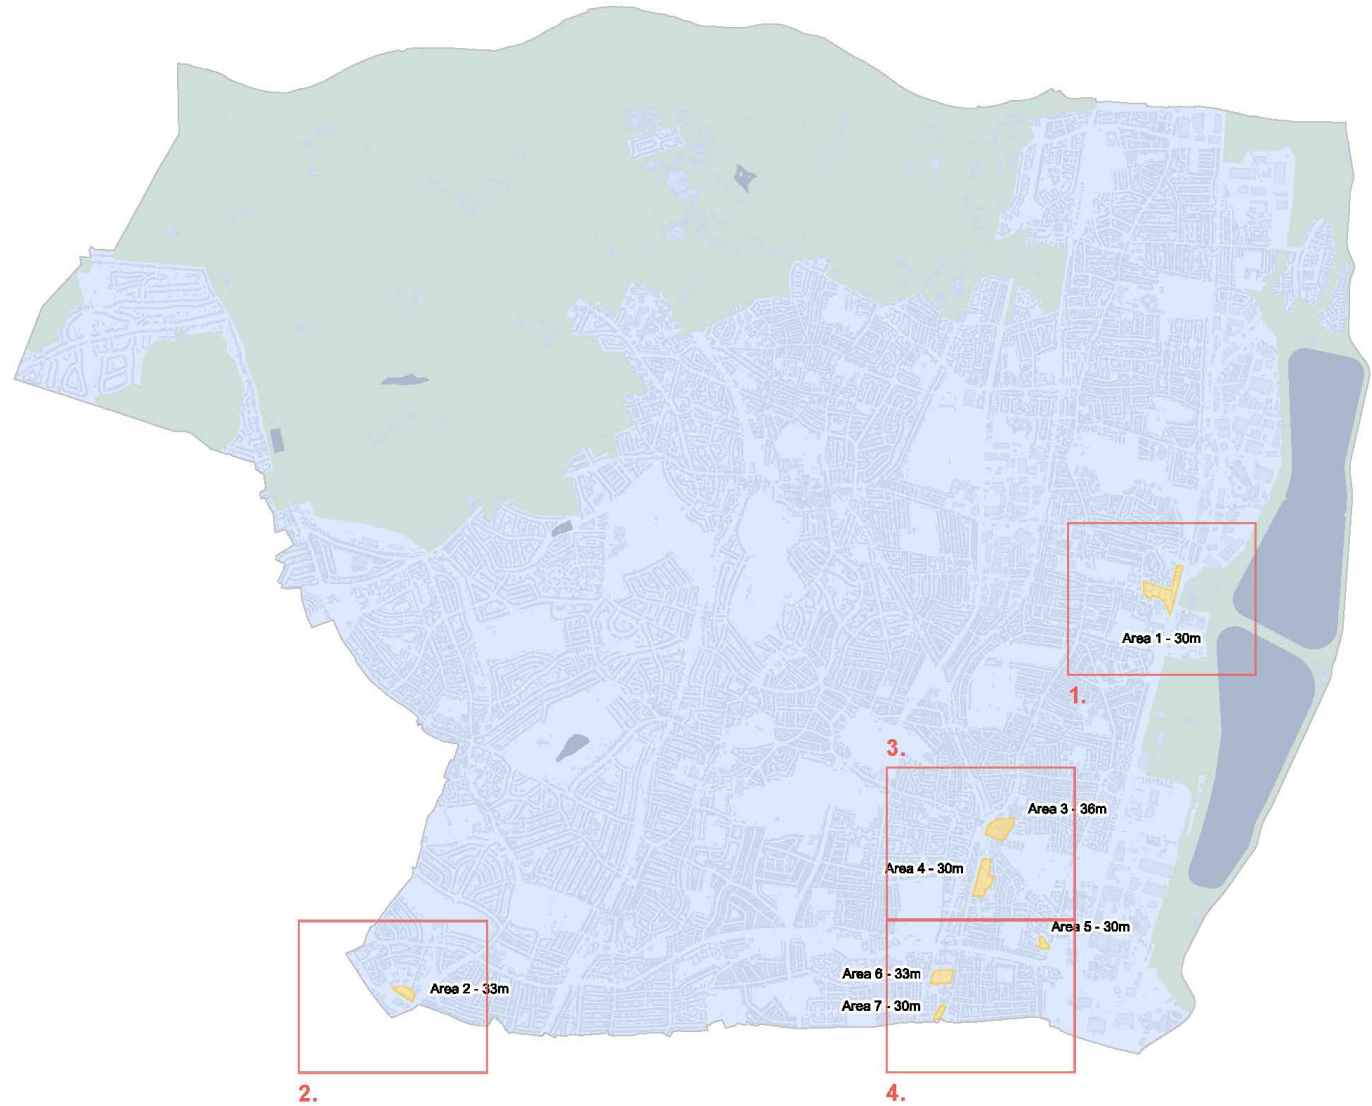 Area 1 - 30m
1.
3.
Area 3 - 36m
Area 4 - 30m
Area 5 - 30m
Area 6 - 33m
Area 2 - 33m
Area 7 - 30m
2.
4.